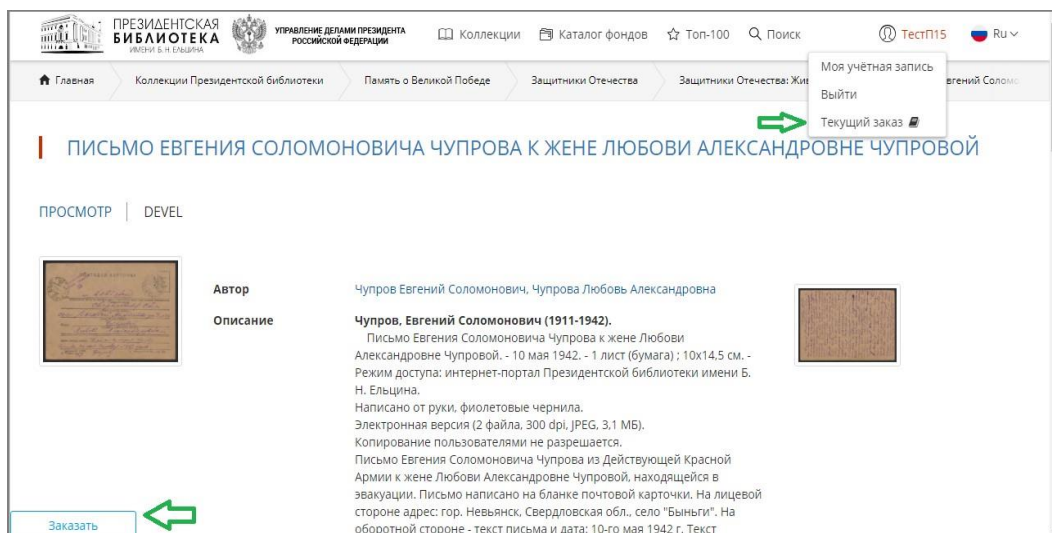 ПРЕЗИДЕНТСКАЯ
БИБЛИОТЕКА
ИМЕНИ Б. Н. ЕЛЬЦИНА
УПРАВЛЕНИЕ ДЕЛАМИ ПРЕЗИДЕНТА
РОССИЙСКОЙ ФЕДЕРАЦИИ
Коллекции
Каталог фондов
Топ-100
Поиск
ТестП15
Ru
Моя учётная запись
Выйти
Текущий заказ
Главная
Коллекции Президентской библиотеки
Память о Великой Победе
Защитники Отечества
Защитники Отечества: Жи
вгений Соломо
ПИСЬМО ЕВГЕНИЯ СОЛОМОНОВИЧА ЧУПРОВА К ЖЕНЕ ЛЮБОВИ АЛЕКСАНДРОВНЕ ЧУПРОВОЙ
ПРОСМОТР
DEVEL
Автор
Чупров Евгений Соломонович, Чупрова Любовь Александровна
Описание
Чупров, Евгений Соломонович (1911-1942).
Письмо Евгения Соломоновича Чупрова к жене Любови
Александровне Чупровой. - 10 мая 1942. - 1 лист (бумага) ; 10х14,5 см. -
Режим доступа: интернет-портал Президентской библиотеки имени Б.
Н. Ельцина.
Написано от руки, фиолетовые чернила.
Электронная версия (2 файла, 300 dpi, JPEG, 3,1 МБ).
Копирование пользователями не разрешается.
Письмо Евгения Соломоновича Чупрова из Действующей Красной
Армии к жене Любови Александровне Чупровой, находящейся в
эвакуации. Письмо написано на бланке почтовой карточки. На лицевой
стороне адрес: гор. Невьянск, Свердловская обл., село "Быньги". На
оборотной стороне - текст письма и дата: 10-го мая 1942 г. Текст
Заказать